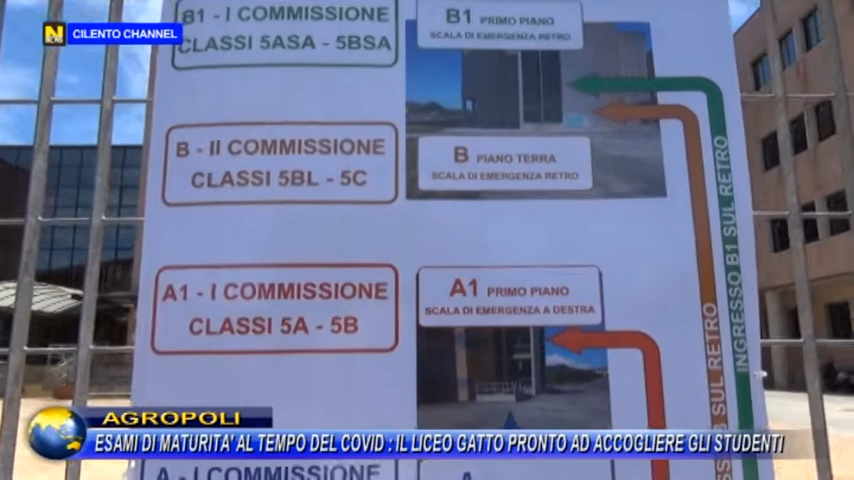 N
CILENTO CHANNEL
B1 - I COMMISSIONE
CLASSI 5ASA - 5BSA
B1 PRIMO PIANO
SCALA DI EMERGENZA RETRO
B - II COMMISSIONE
CLASSI 5BL - 5C
B PIANO TERRA
SCALA DI EMERGENZA RETRO
A1 - I COMMISSIONE
CLASSI 5A - 5B
A1 PRIMO PIANO
SCALA DI EMERGENZA A DESTRA
INGRESSO B1 SUL RETRO
B SUL RETRO
AGROPOLI
ESAMI DI MATURITA' AL TEMPO DEL COVID : IL LICEO GATTO PRONTO AD ACCOGLIERE GLI STUDENTI
A - I COMMISSIONE
A